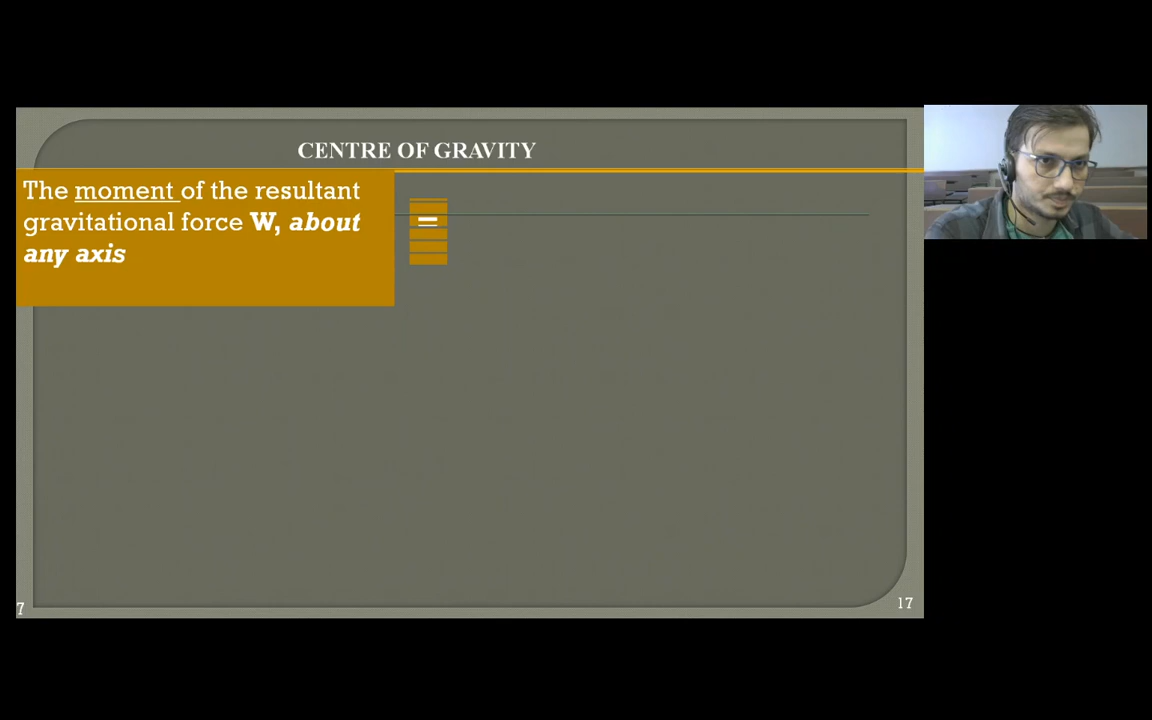 CENTRE OF GRAVITY
The moment of the resultant
gravitational force W, about
any axis
=
7
17